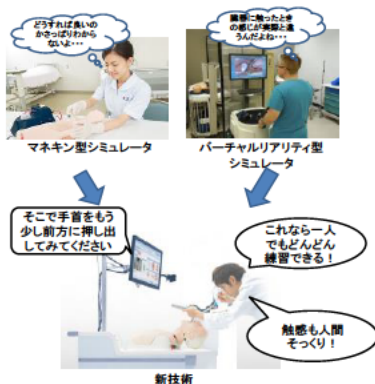 どうすれば良いの
かさっぱりわから
ないよ・・・
臓器に触ったとき
の感じが実際と違
うんだよね・・・
マネキン型シミュレータ
バーチャルリアリティ型
シミュレータ
そこで手首をもう
少し前方に押し出
してみてください
これなら一人
でもどんどん
練習できる！
触感も人間
そっくり！
新技術